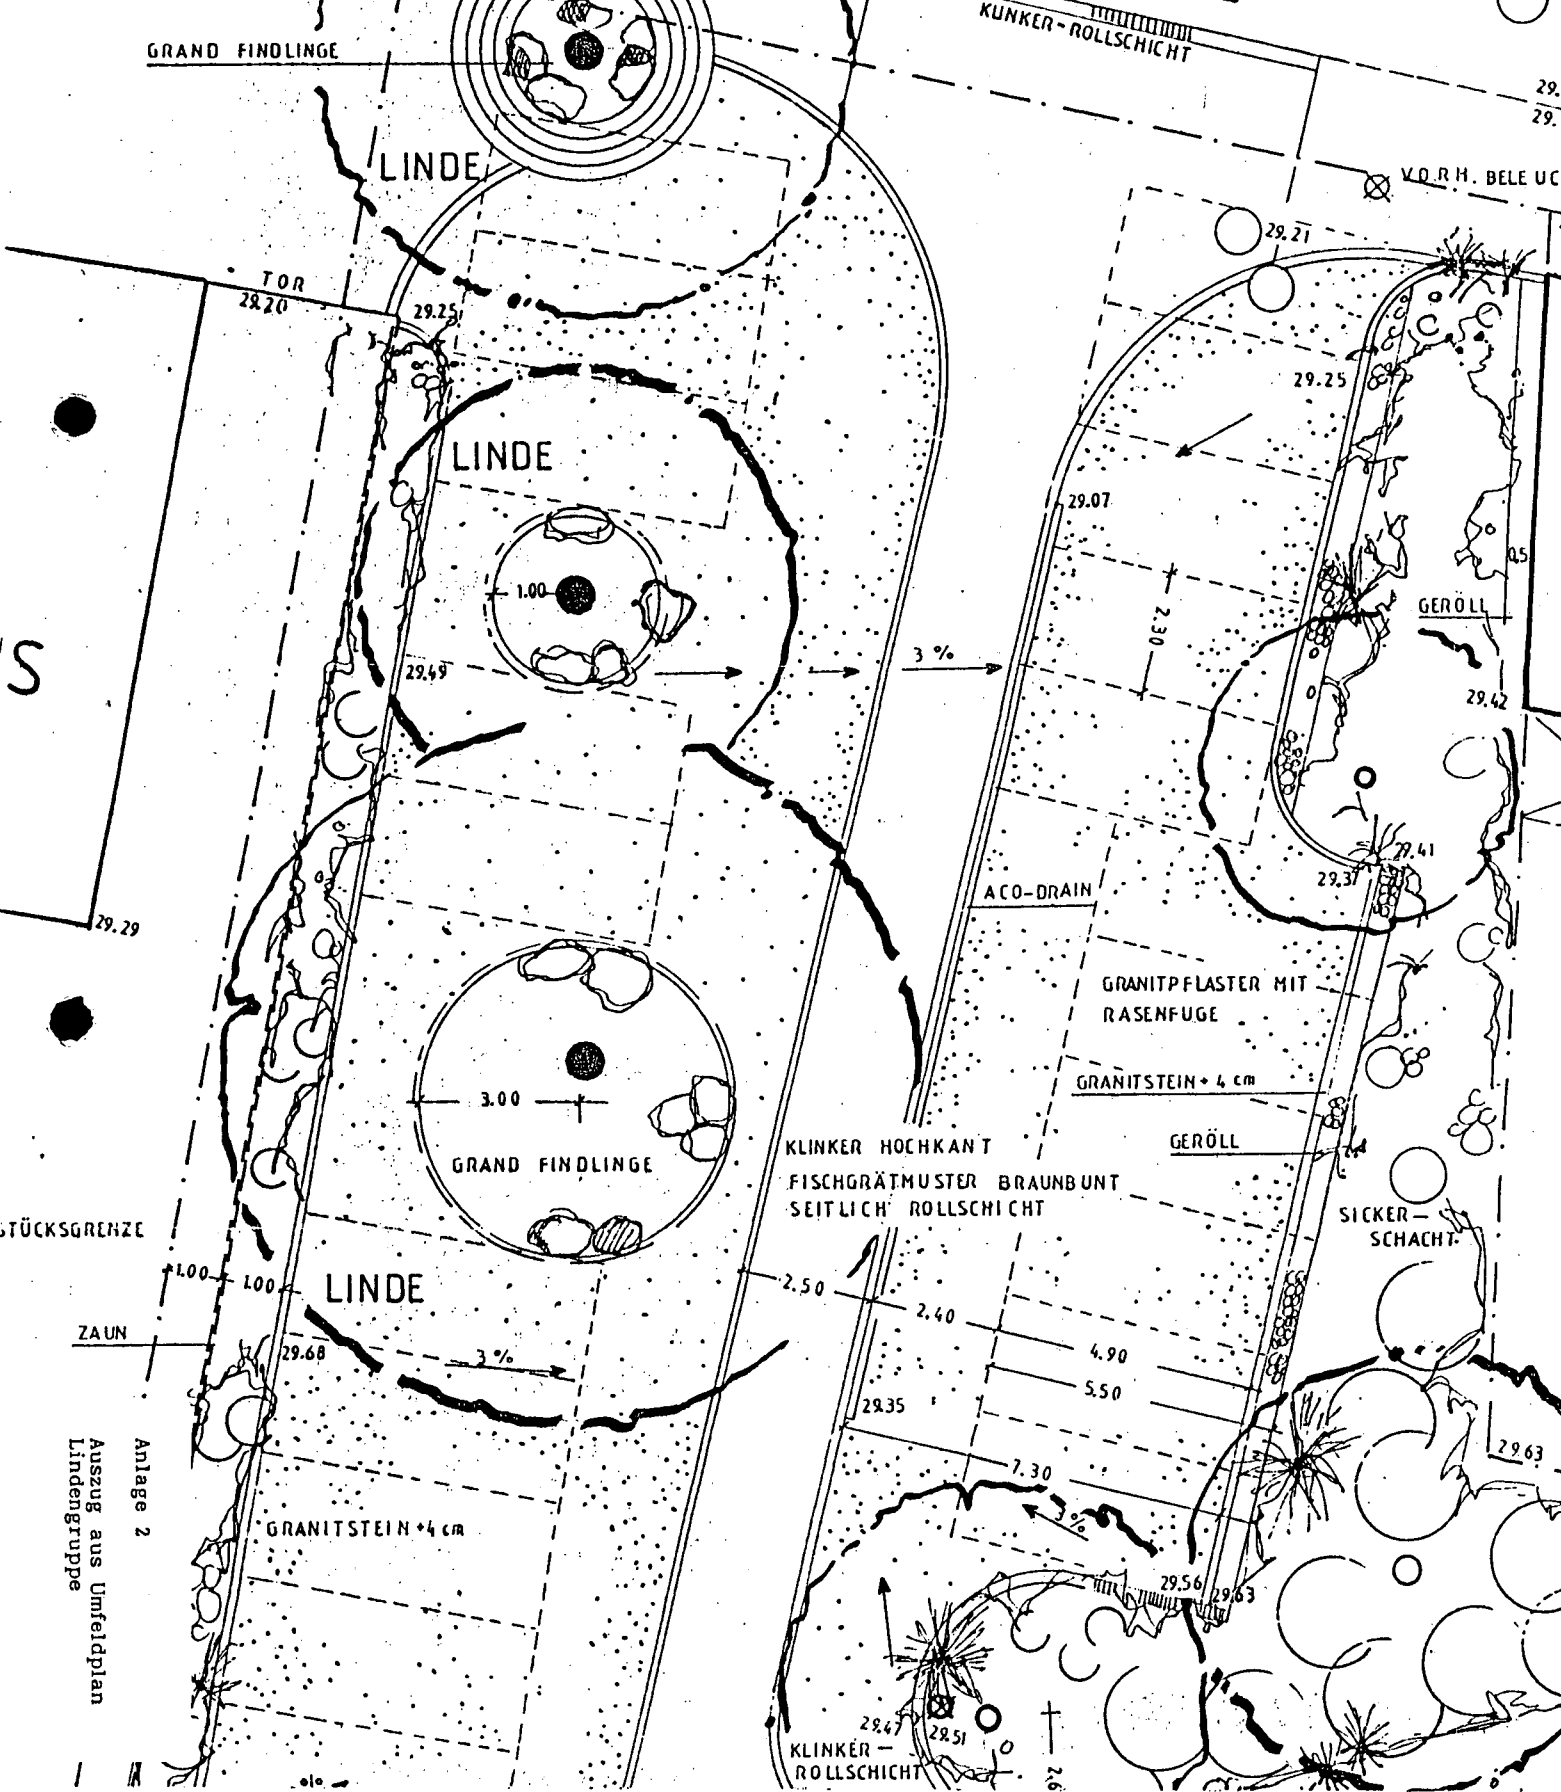 KLINKER-ROLLSCHICHT
GRAND FINDLINGE
29.
29.
LINDE
VORH. BELEUC
29.21
TOR
29.20
29.25
29.25
LINDE
29.07
1.00
2.30
0.5
GERÖLL
'S
29.49
3 %
29.42
29.41
29.37
ACO-DRAIN
29.29
GRANITPFLASTER MIT
RASENFUGE
GRANITSTEIN + 4 cm
3.00
GERÖLL
KLINKER HOCHKANT
GRAND FINDLINGE
FISCHGRÄTMUSTER BRAUNBUNT
SEITLICH ROLLSCHICHT
SICKER-
SCHACHT
STÜCKSGRENZE
1.00
1.00
LINDE
2.50
2.40
ZAUN
29.68
3 %
4.90
5.50
29.35
29.63
7.30
3 %
GRANITSTEIN +4 cm
29.56
29.63
Anlage 2
Auszug aus Umfeldplan
Lindengruppe
29.47
29.51
KLINKER-
ROLLSCHICHT
2.6